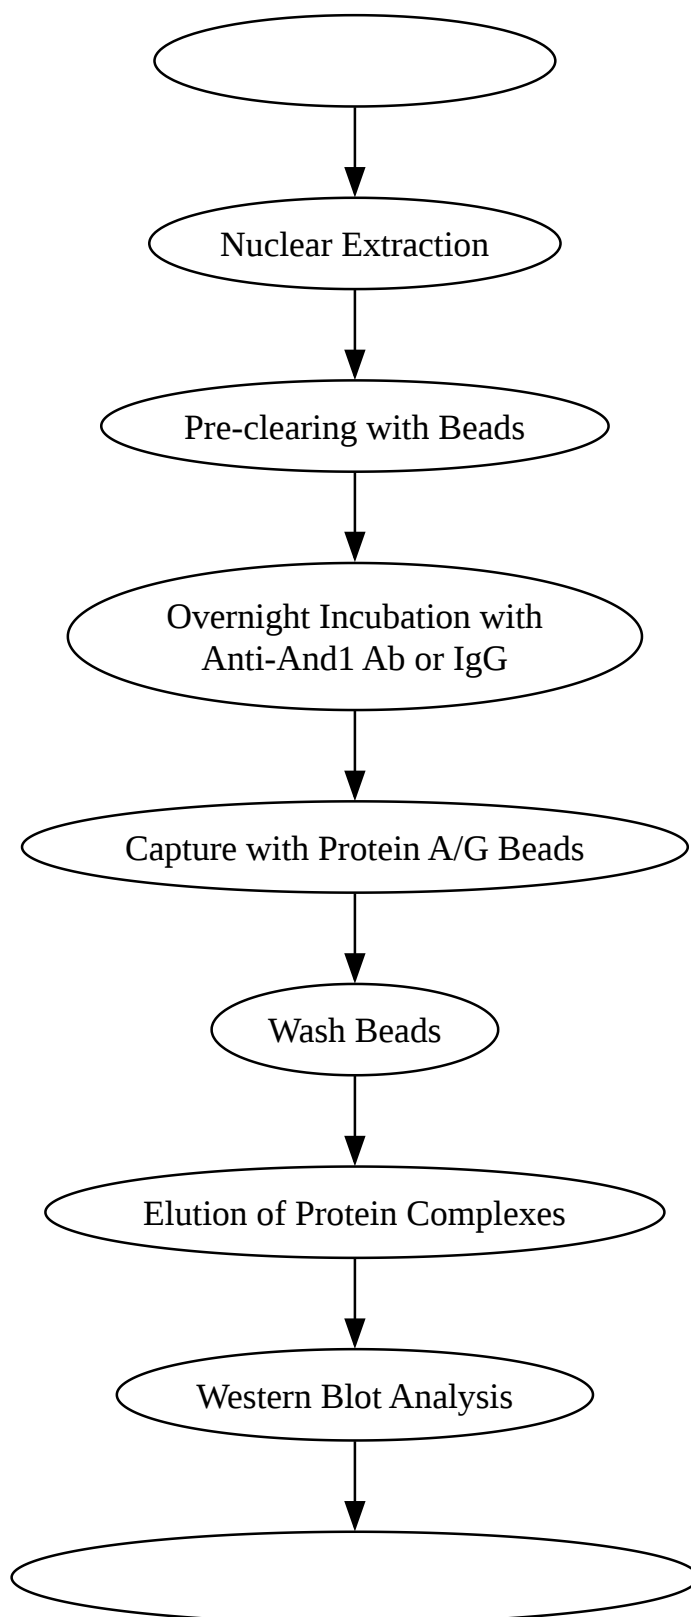 Nuclear Extraction
Pre-clearing with Beads
Overnight Incubation with
Anti-And1 Ab or IgG
Capture with Protein A/G Beads
Wash Beads
Elution of Protein Complexes
Western Blot Analysis